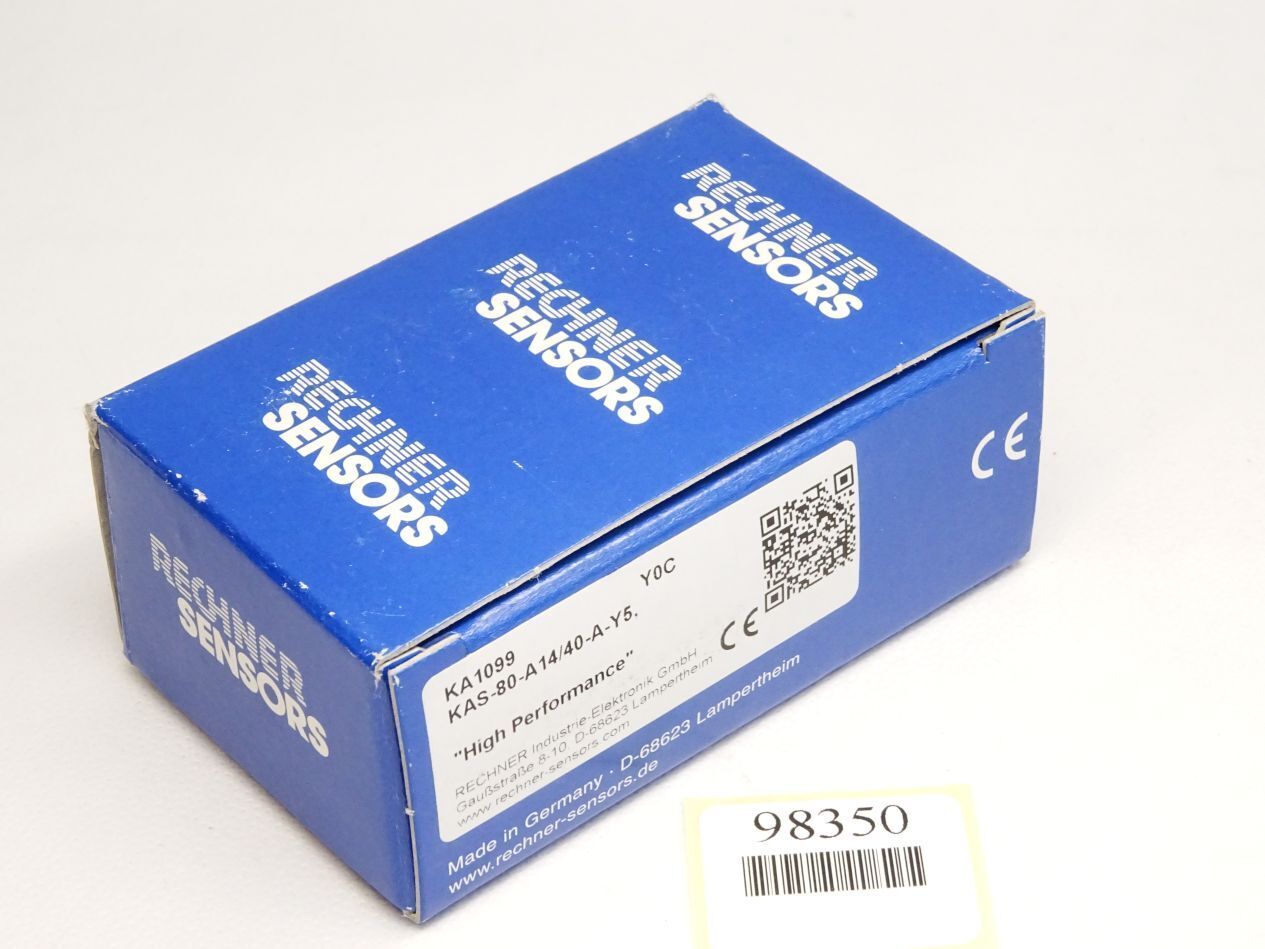 RECHNER
SENSORS
RECHNER
SENSORS
RECHNER
SENSORS
RECHNER
SENSORS
CE
KA1099
KAS-80-A14/40-A-Y5. Y0C
"High Performance"
CE
RECHNER Industrie-Elektronik GmbH
Gaußstraße 8-10. D-68623 Lampertheim
www.rechner-sensors.com
Made in Germany · D-68623 Lampertheim
www.rechner-sensors.de
98350